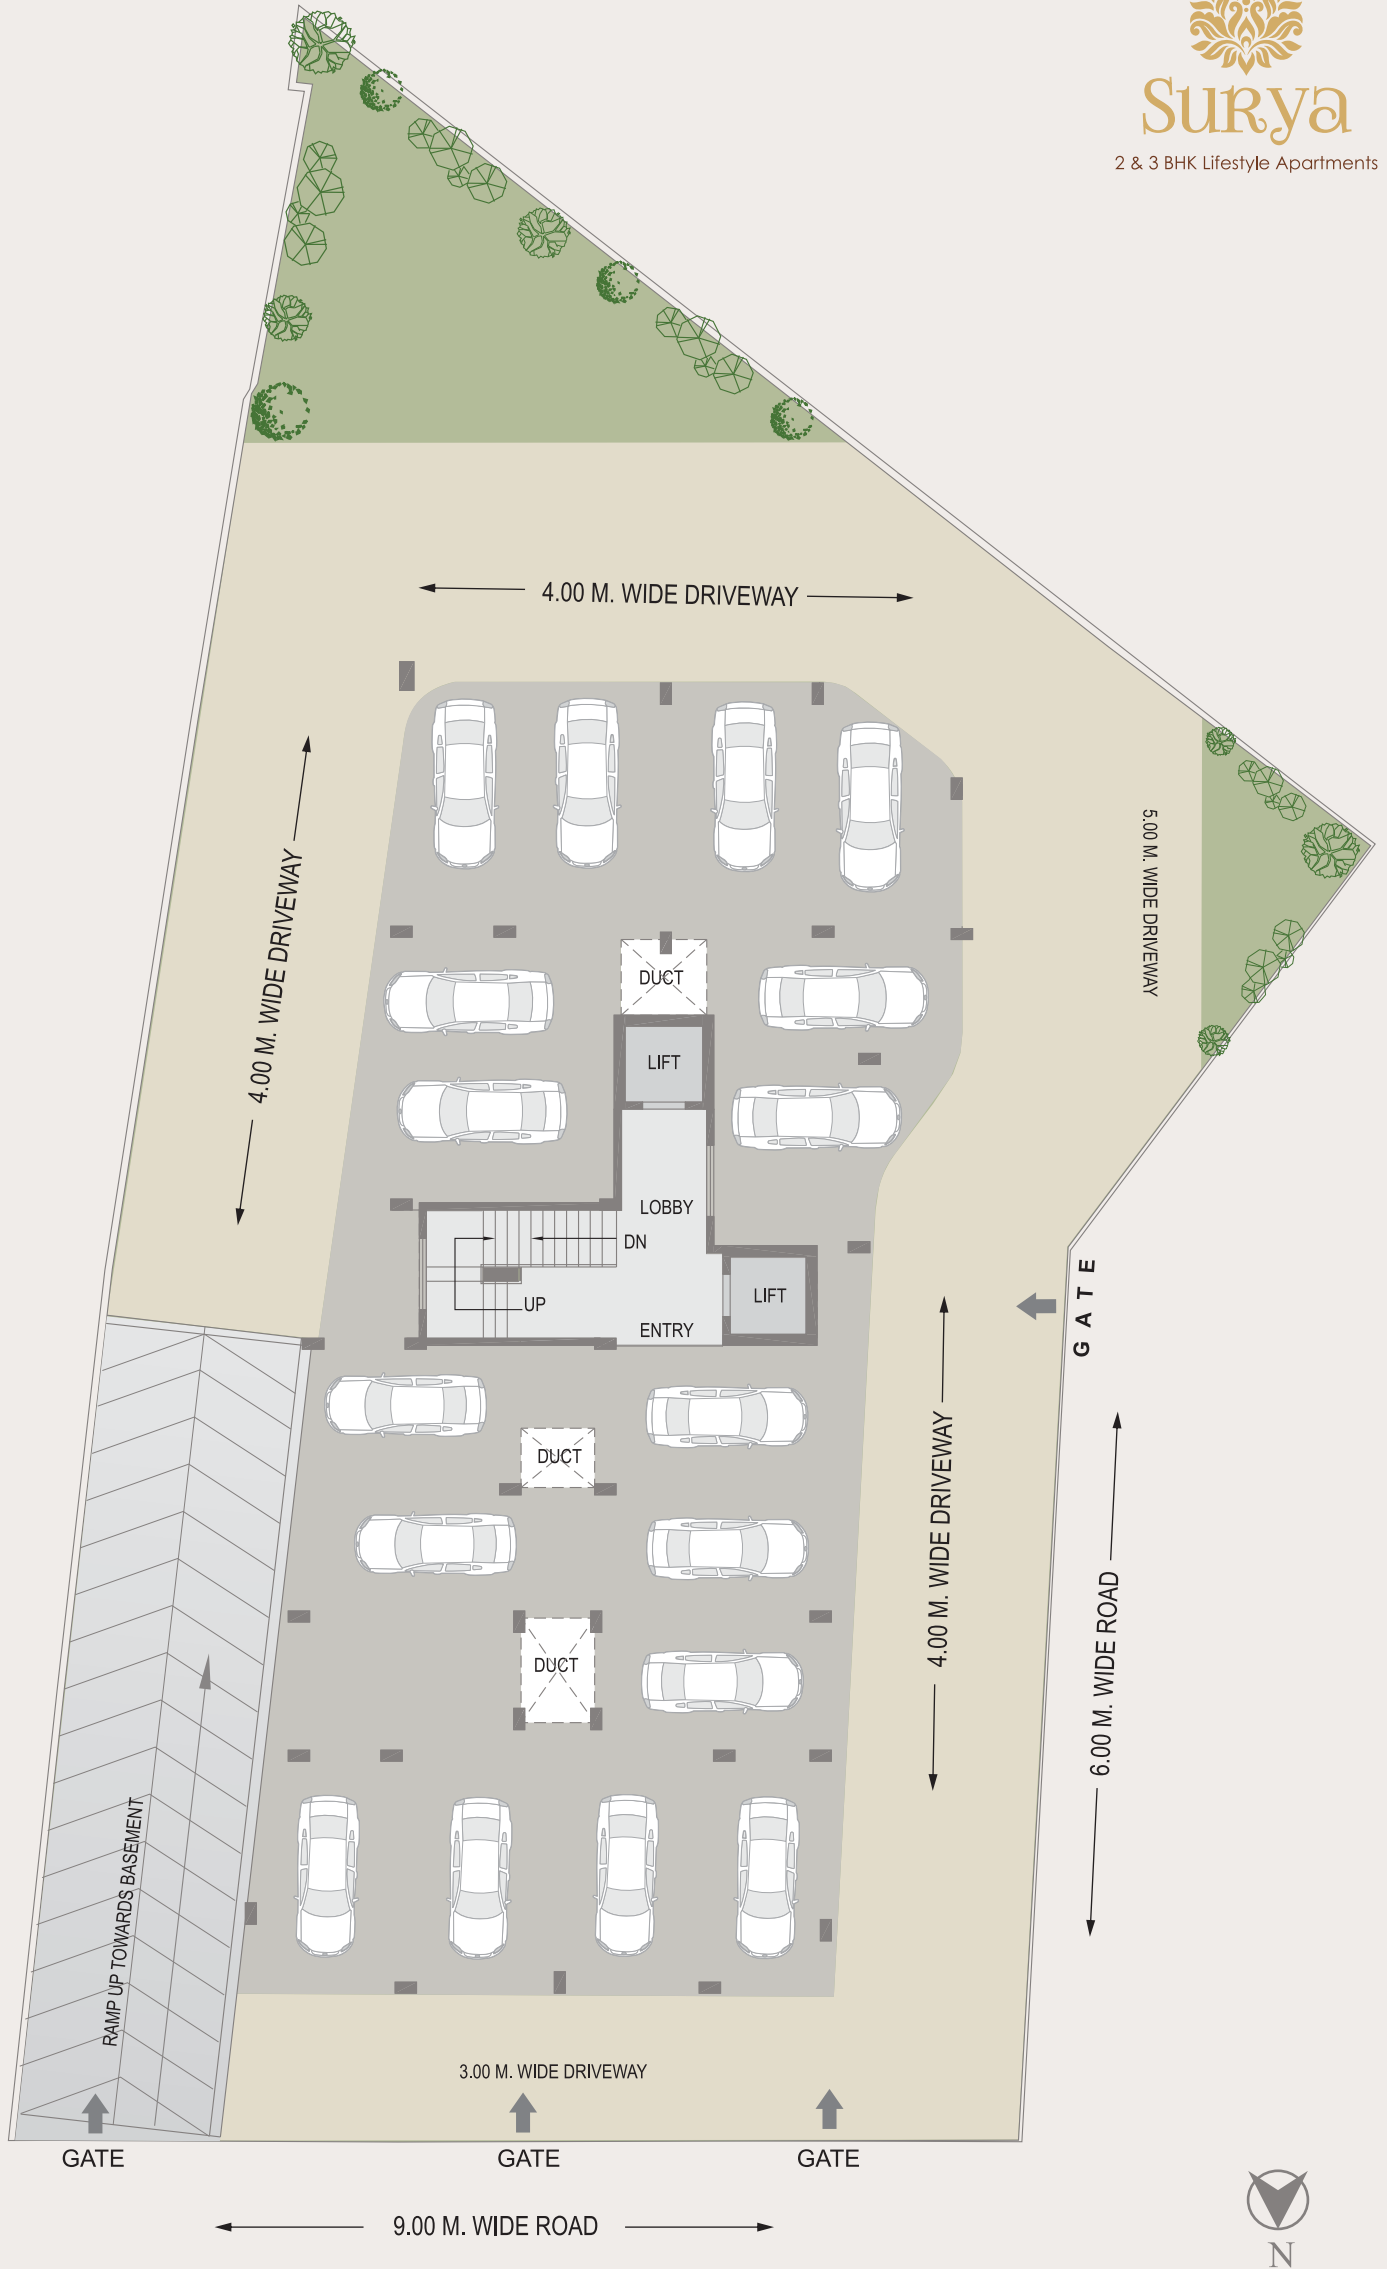 Surya
2 & 3 BHK Lifestyle Apartments
4.00 M. WIDE DRIVEWAY
4.00 M. WIDE DRIVEWAY
5.00 M. WIDE DRIVEWAY
DUCT
LIFT
LOBBY
DN
UP
LIFT
ENTRY
GATE
DUCT
4.00 M. WIDE DRIVEWAY
6.00 M. WIDE ROAD
DUCT
RAMP UP TOWARDS BASEMENT
3.00 M. WIDE DRIVEWAY
GATE
GATE
GATE
9.00 M. WIDE ROAD
N